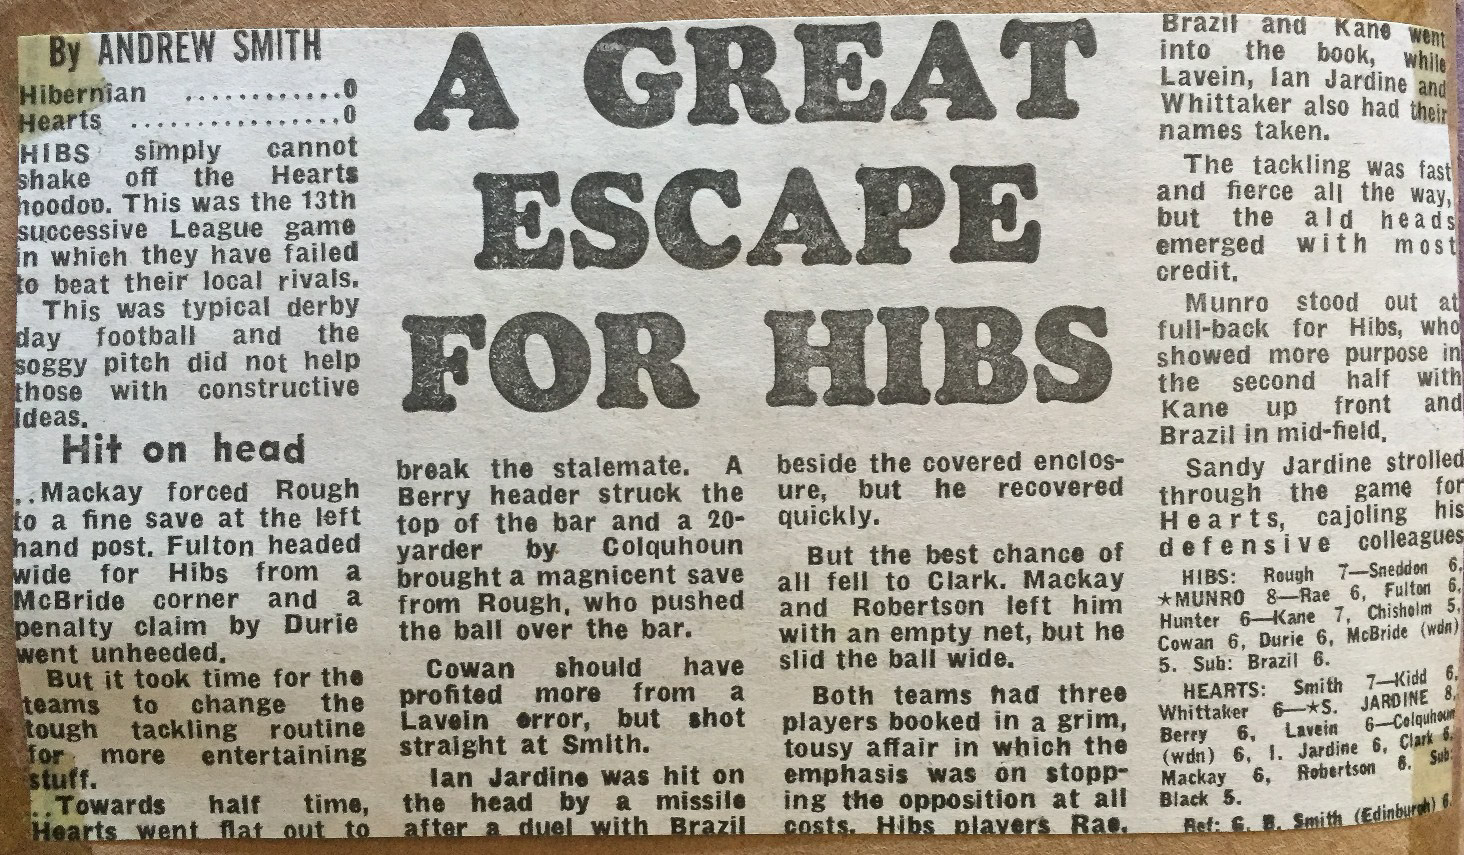 By ANDREW SMITH
Hibernian ............0
Hearts ................0
HIBS simply cannot
shake off the Hearts
hoodoo. This was the 13th
successive League game
in which they have failed
to beat their local rivals.
This was typical derby
day football and the
soggy pitch did not help
those with constructive
ideas.
Hit on head
..Mackay forced Rough
to a fine save at the left
hand post. Fulton headed
wide for Hibs from a
McBride corner and a
penalty claim by Durie
went unheeded.
But it took time for the
teams to change the
tough tackling routine
for more entertaining
stuff.
..Towards half time,
Hearts went flat out to
A GREAT
ESCAPE
FOR HIBS
break the stalemate. A
Berry header struck the
top of the bar and a 20-
yarder by Colquhoun
brought a magnicent save
from Rough, who pushed
the ball over the bar.
Cowan should have
profited more from a
Lavein error, but shot
straight at Smith.
Ian Jardine was hit on
the head by a missile
after a duel with Brazil
beside the covered enclos-
ure, but he recovered
quickly.
But the best chance of
all fell to Clark. Mackay
and Robertson left him
with an empty net, but he
slid the ball wide.
Both teams had three
players booked in a grim,
tousy affair in which the
emphasis was on stopp-
ing the opposition at all
costs. Hibs players Rae,
Brazil and Kane went
into the book, while
Lavein, Ian Jardine and
Whittaker also had their
names taken.
The tackling was fast
and fierce all the way,
but the ald heads
emerged with most
credit.
Munro stood out at
full-back for Hibs, who
showed more purpose in
the second half with
Kane up front and
Brazil in mid-field.
Sandy Jardine strolled
through the game for
Hearts, cajoling his
defensive colleagues
HIBS: Rough 7—Sneddon 6,
★MUNRO 8—Rae 6, Fulton 6,
Hunter 6—Kane 7, Chisholm 5,
Cowan 6, Durie 6, McBride (wdn)
5. Sub: Brazil 6.
HEARTS: Smith 7—Kidd 6,
Whittaker 6—★S. JARDINE 8,
Berry 6, Lavein 6—Colquhoun
(wdn) 6, I. Jardine 6, Clark 6,
Mackay 6, Robertson 6. Sub:
Black 5.
Ref: G. B. Smith (Edinburgh) 6.